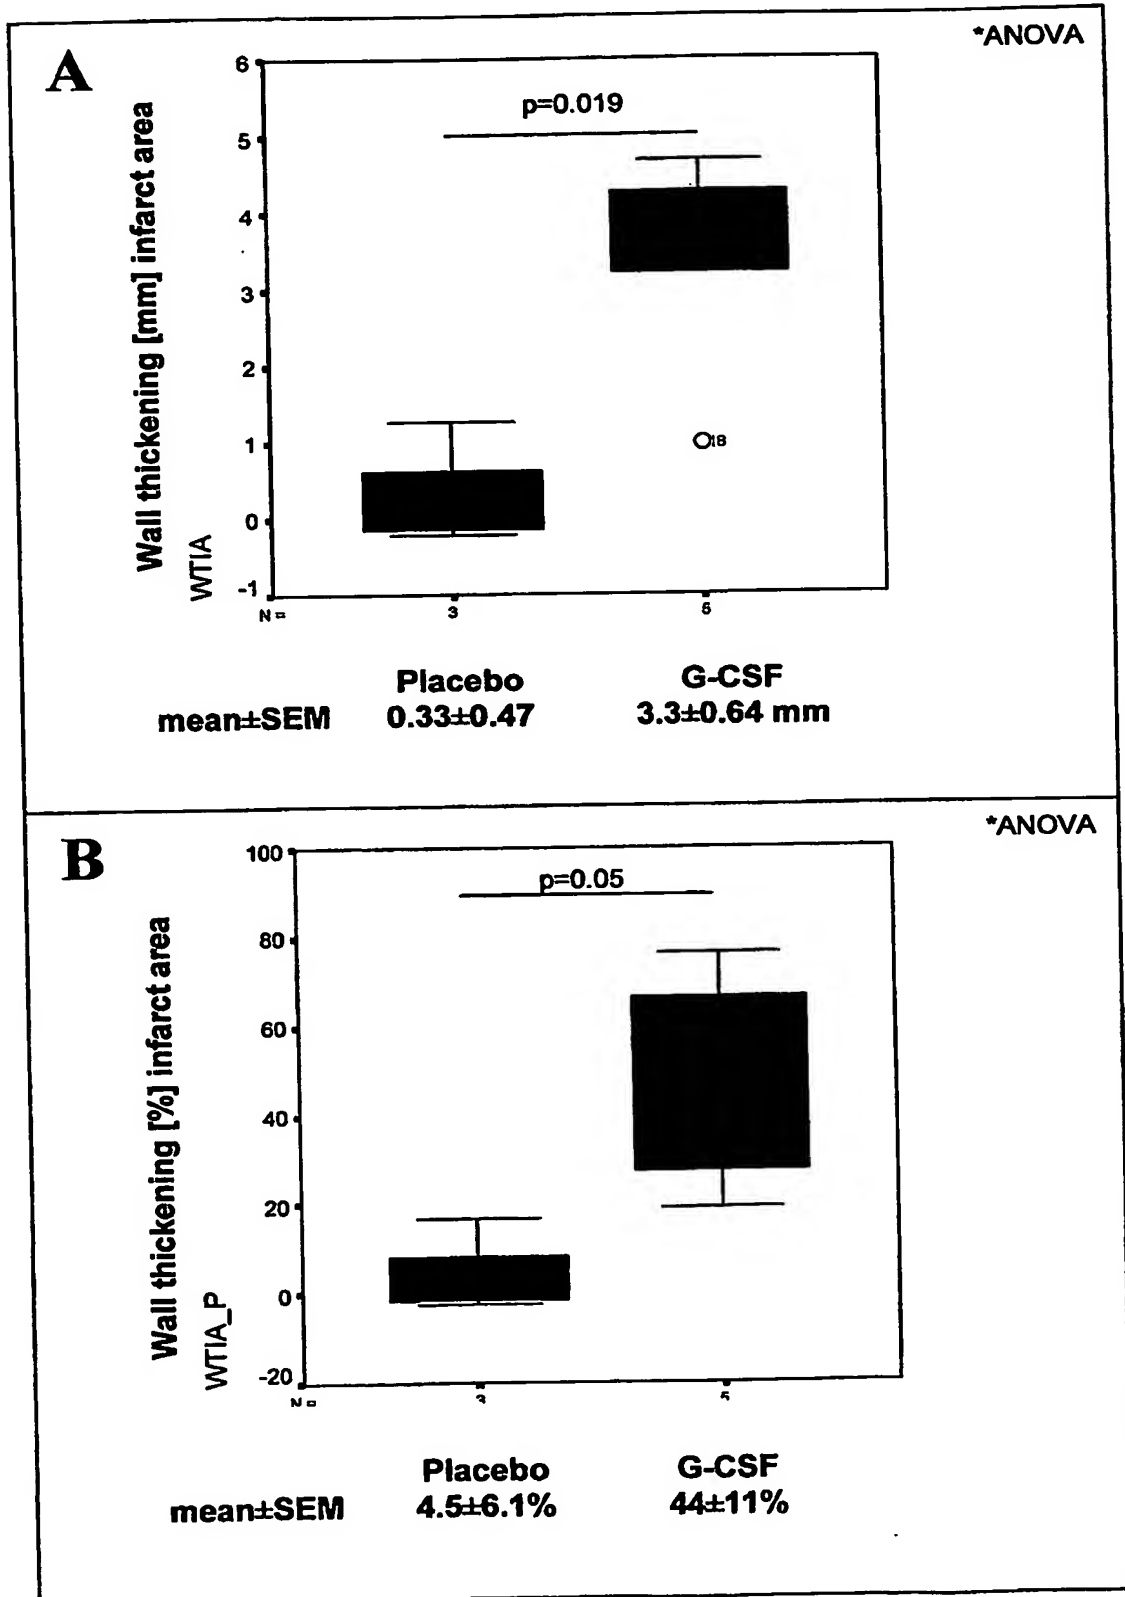 A
*ANOVA
Wall thickening [mm] infarct area
WTIA
6
5
4
3
2
1
0
-1
p=0.019
18
N =
3
5
Placebo
G-CSF
mean±SEM
0.33±0.47
3.3±0.64 mm
B
*ANOVA
Wall thickening [%] infarct area
WTIA_P
100
80
60
40
20
0
-20
p=0.05
N =
3
5
Placebo
G-CSF
mean±SEM
4.5±6.1%
44±11%